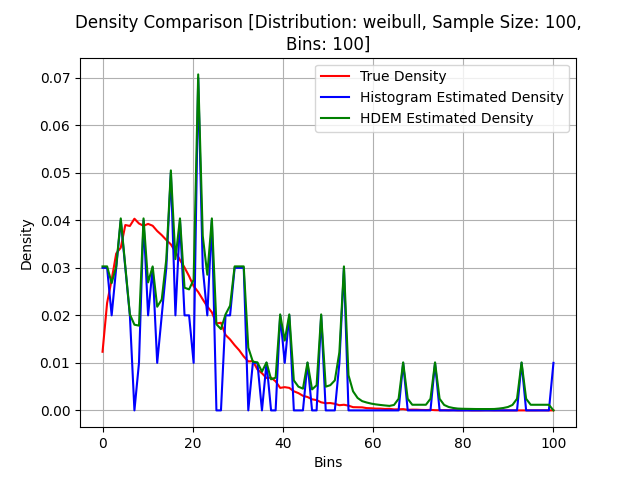 Density Comparison [Distribution: weibull, Sample Size: 100,
Bins: 100]
True Density
Histogram Estimated Density
HDEM Estimated Density
Density
0.07
0.06
0.05
0.04
0.03
0.02
0.01
0.00
0 20 40 60 80 100
Bins